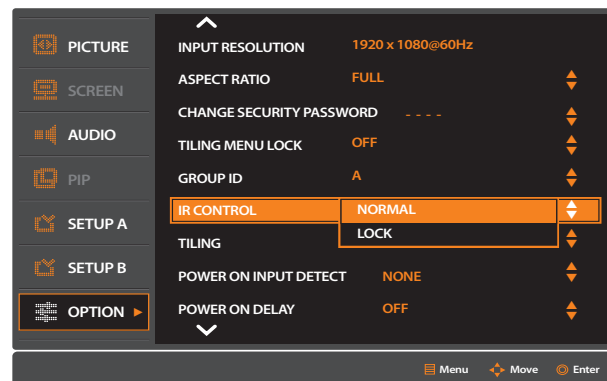 PICTURE
SCREEN
AUDIO
PIP
SETUP A
SETUP B
OPTION
INPUT RESOLUTION 1920 x 1080@60Hz
ASPECT RATIO FULL
CHANGE SECURITY PASSWORD - - - -
TILING MENU LOCK OFF
GROUP ID A
IR CONTROL NORMAL
LOCK
TILING
POWER ON INPUT DETECT NONE
POWER ON DELAY OFF
Menu Move Enter